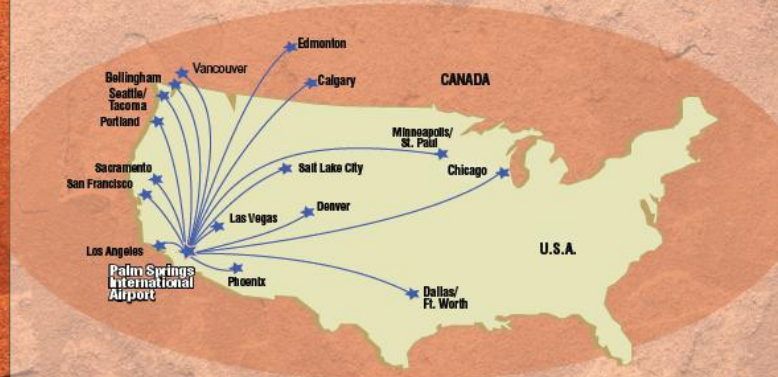 Edmonton
Vancouver
Bellingham
Calgary
CANADA
Seattle/
Tacoma
Portland
Minneapolis/
St. Paul
Sacramento
Salt Lake City
Chicago
San Francisco
Denver
Las Vegas
Los Angeles
U.S.A.
Palm Springs
International
Airport
Phoenix
Dallas/
Ft. Worth